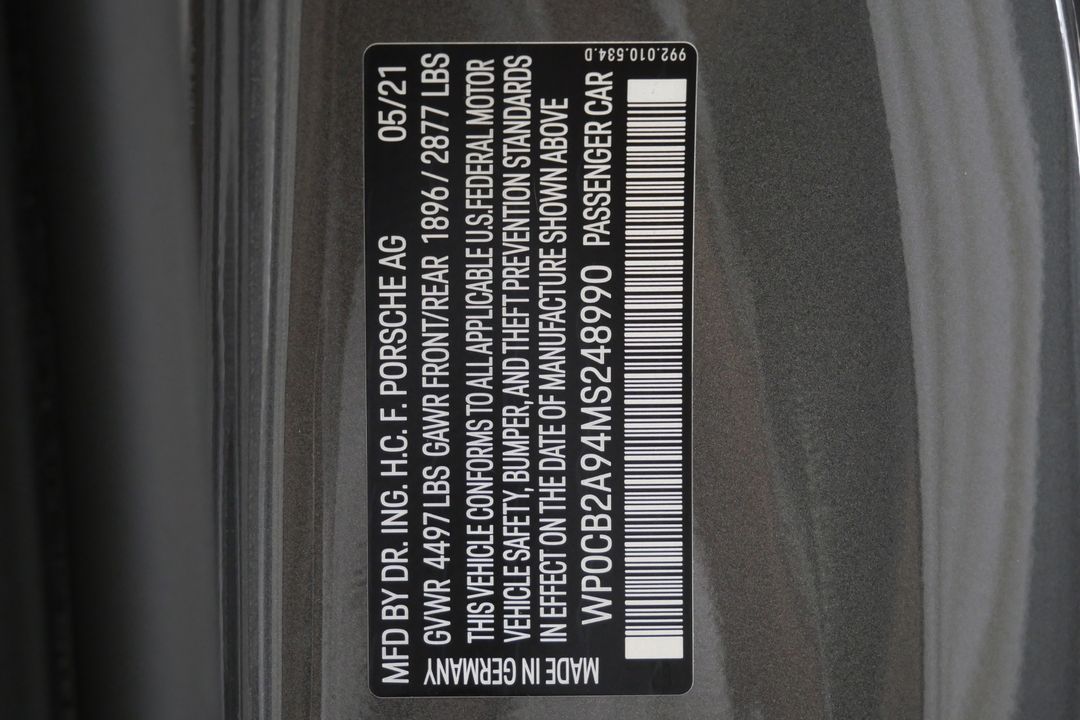 MFD BY DR. ING. H.C. F. PORSCHE AG 05/21
GVWR 4497 LBS GAWR FRONT/REAR 1896 / 2877 LBS
THIS VEHICLE CONFORMS TO ALL APPLICABLE U.S. FEDERAL MOTOR
VEHICLE SAFETY, BUMPER, AND THEFT PREVENTION STANDARDS
IN EFFECT ON THE DATE OF MANUFACTURE SHOWN ABOVE
WP0CB2A94MS248990 PASSENGER CAR
MADE IN GERMANY
992.010.534.D